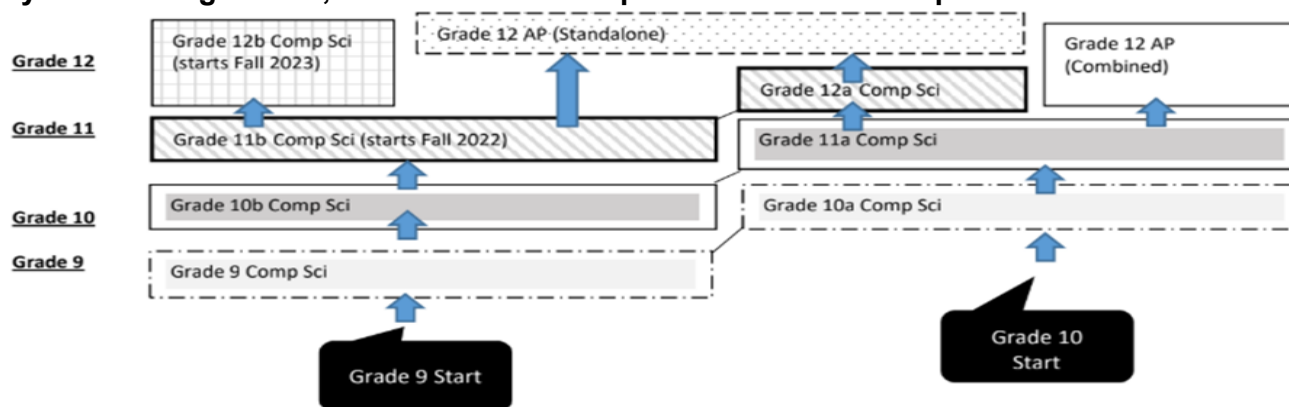 Grade 12b Comp Sci
(starts Fall 2023)
Grade 12 AP (Standalone)
Grade 12 AP
(Combined)
Grade 12
Grade 12a Comp Sci
Grade 11
Grade 11b Comp Sci (starts Fall 2022)
Grade 11a Comp Sci
Grade 10b Comp Sci
Grade 10a Comp Sci
Grade 10
Grade 9
Grade 9 Comp Sci
Grade 9 Start
Grade 10
Start